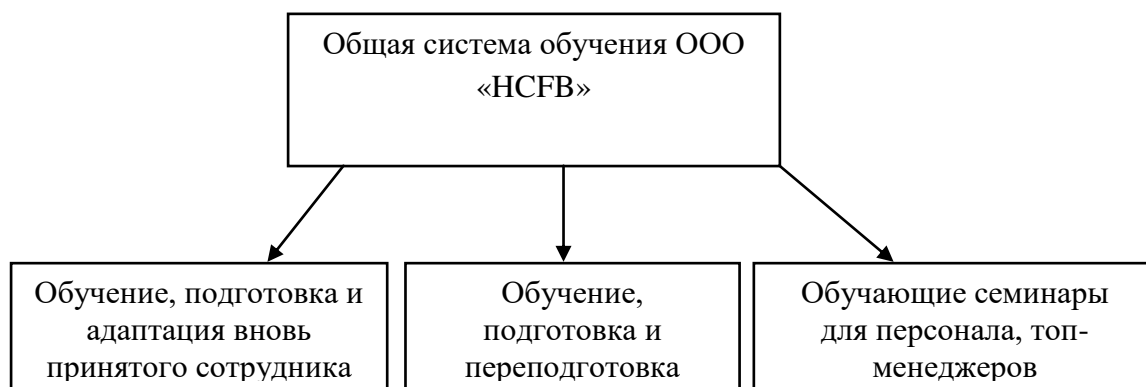 Общая система обучения ООО
«HCFB»
Обучение, подготовка и
адаптация вновь
принятого сотрудника
Обучение,
подготовка и
переподготовка
Обучающие семинары
для персонала, топ-
менеджеров